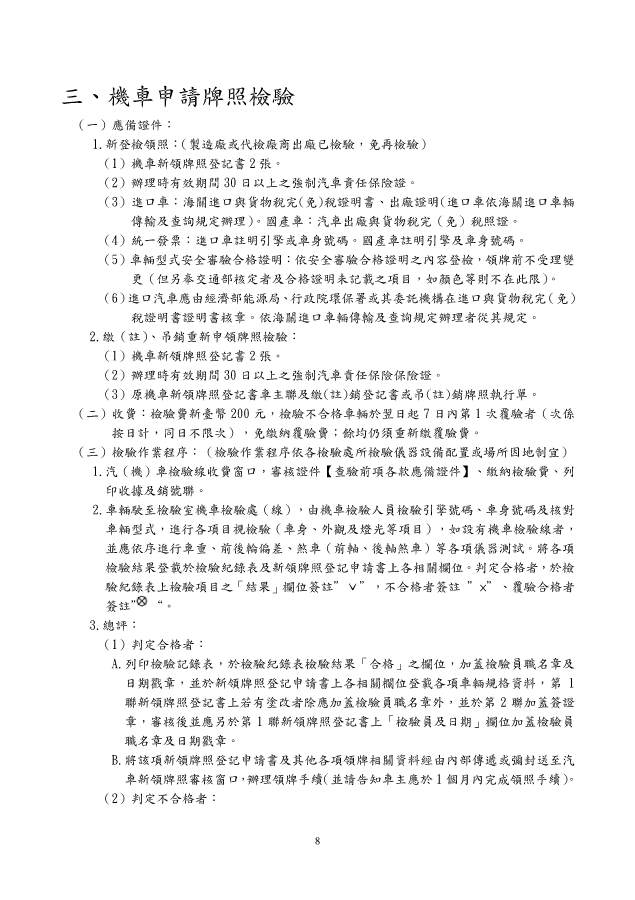 三、機車申請牌照檢驗
（一）應備證件：
1.新登檢領照：（製造廠或代檢廠商出廠已檢驗，免再檢驗）
（1）機車新領牌照登記書2張。
（2）辦理時有效期間30日以上之強制汽車責任保險證。
（3）進口車：海關進口與貨物稅完(免)稅證明書、出廠證明(進口車依海關進口車輛
傳輸及查詢規定辦理)。國產車：汽車出廠與貨物稅完（免）稅照證。
（4）統一發票：進口車註明引擎或車身號碼。國產車註明引擎及車身號碼。
（5）車輛型式安全審驗合格證明：依安全審驗合格證明之內容登檢，領牌前不受理變
更（但另奉交通部核定者及合格證明未記載之項目，如顏色等則不在此限）。
（6）進口汽車應由經濟部能源局、行政院環保署或其委託機構在進口與貨物稅完（免）
稅證明書證明書核章。依海關進口車輛傳輸及查詢規定辦理者從其規定。
2.繳（註）、吊銷重新申領牌照檢驗：
（1）機車新領牌照登記書2張。
（2）辦理時有效期間30日以上之強制汽車責任保險保險證。
（3）原機車新領牌照登記書車主聯及繳(註)銷登記書或吊(註)銷牌照執行單。
（二）收費：檢驗費新臺幣200元，檢驗不合格車輛於翌日起7日內第1次覆驗者（次係
按日計，同日不限次），免繳納覆驗費；餘均仍須重新繳覆驗費。
（三）檢驗作業程序：（檢驗作業程序依各檢驗處所檢驗儀器設備配置或場所因地制宜）
1.汽（機）車檢驗線收費窗口，審核證件【查驗前項各款應備證件】、繳納檢驗費、列
印收據及銷號聯。
2.車輛駛至檢驗室機車檢驗處（線），由機車檢驗人員檢驗引擎號碼、車身號碼及核對
車輛型式，進行各項目視檢驗（車身、外觀及燈光等項目），如設有機車檢驗線者，
並應依序進行車重、前後輪偏差、煞車（前軸、後軸煞車）等各項儀器測試。將各項
檢驗結果登載於檢驗紀錄表及新領牌照登記申請書上各相關欄位。判定合格者，於檢
驗紀錄表上檢驗項目之「結果」欄位簽註”∨”，不合格者簽註 ”×”、覆驗合格者
簽註”⊗ “。
3.總評：
（1）判定合格者：
A.列印檢驗記錄表，於檢驗紀錄表檢驗結果「合格」之欄位，加蓋檢驗員職名章及
日期戳章，並於新領牌照登記申請書上各相關欄位登載各項車輛規格資料，第 1
聯新領牌照登記書上若有塗改者除應加蓋檢驗員職名章外，並於第 2 聯加蓋簽證
章，審核後並應另於第 1 聯新領牌照登記書上「檢驗員及日期」欄位加蓋檢驗員
職名章及日期戳章。
B.將該項新領牌照登記申請書及其他各項領牌相關資料經由內部傳遞或彌封送至汽
車新領牌照審核窗口，辦理領牌手續(並請告知車主應於1個月內完成領照手續)。
（2）判定不合格者：
8